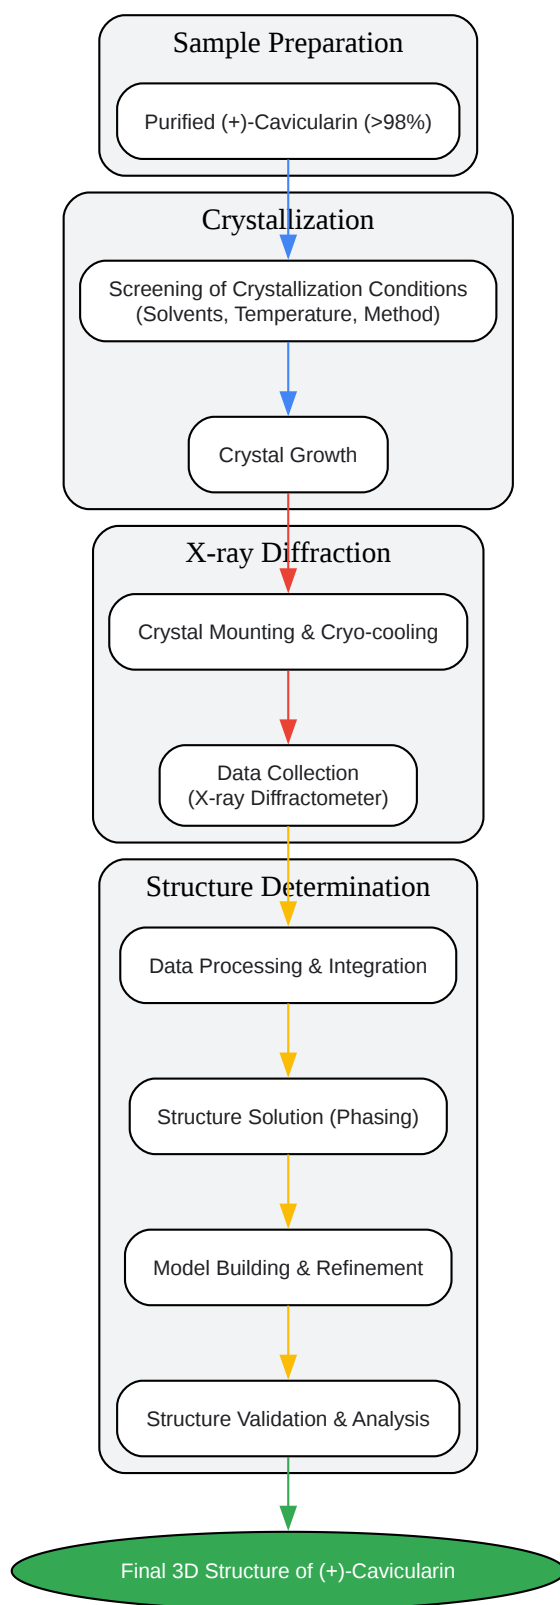 Sample Preparation
Purified (+)-Cavicularin (>98%)
Crystallization
Screening of Crystallization Conditions
(Solvents, Temperature, Method)
Crystal Growth
X-ray Diffraction
Crystal Mounting & Cryo-cooling
Data Collection
(X-ray Diffractometer)
Structure Determination
Data Processing & Integration
Structure Solution (Phasing)
Model Building & Refinement
Structure Validation & Analysis
Final 3D Structure of (+)-Cavicularin